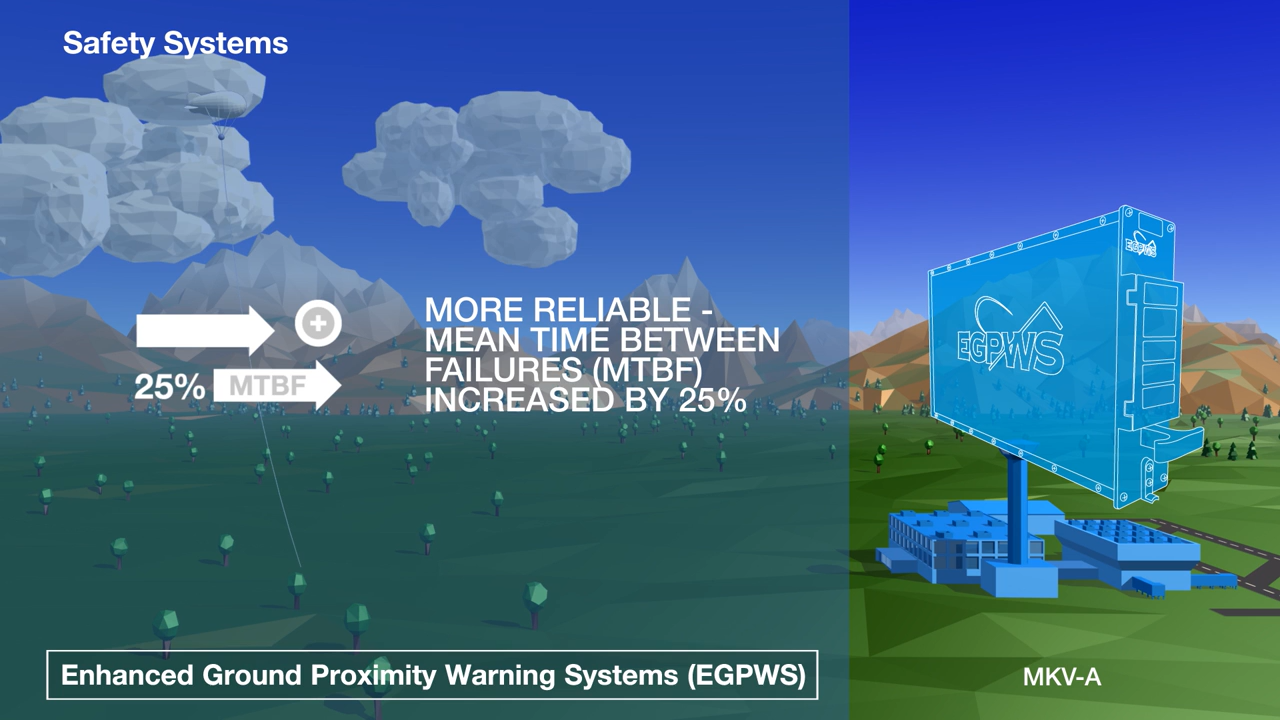 Safety Systems
MORE RELIABLE -
MEAN TIME BETWEEN
FAILURES (MTBF)
INCREASED BY 25%
25% MTBF
EGPWS
EGPWS
Enhanced Ground Proximity Warning Systems (EGPWS)
MKV-A